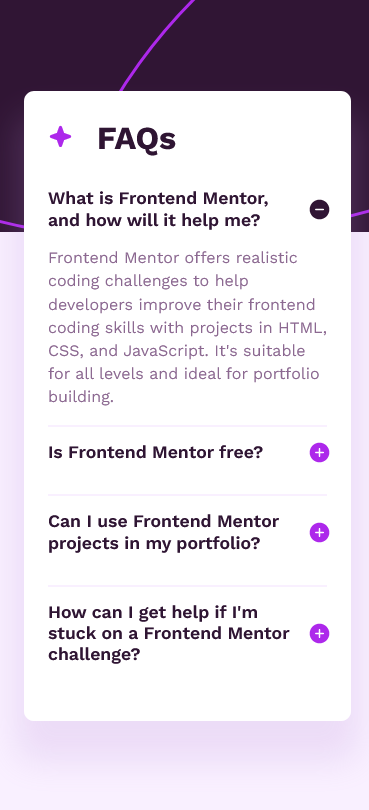 FAQs
What is Frontend Mentor,
and how will it help me?
Frontend Mentor offers realistic
coding challenges to help
developers improve their frontend
coding skills with projects in HTML,
CSS, and JavaScript. It's suitable
for all levels and ideal for portfolio
building.
Is Frontend Mentor free?
Can I use Frontend Mentor
projects in my portfolio?
How can I get help if I'm
stuck on a Frontend Mentor
challenge?